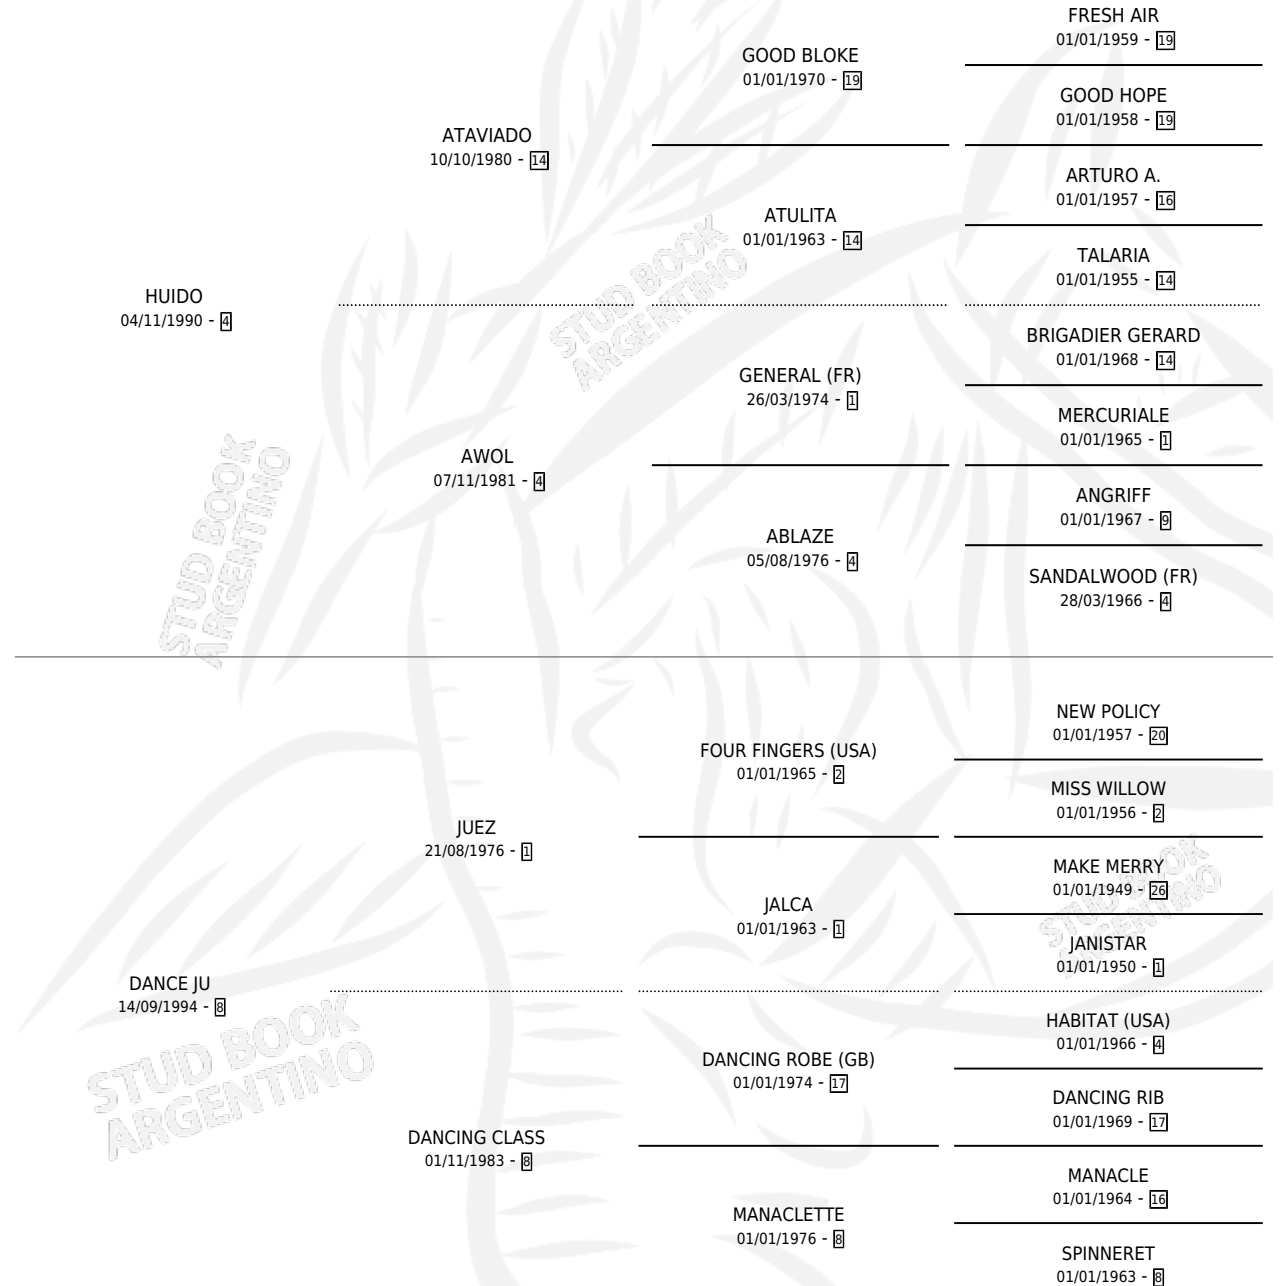 FRESH AIR
01/01/1959 - 19
GOOD BLOKE
01/01/1970 - 19
GOOD HOPE
01/01/1958 - 19
ATAVIADO
10/10/1980 - 14
ARTURO A.
01/01/1957 - 16
ATULITA
01/01/1963 - 14
TALARIA
01/01/1955 - 14
HUIDO
04/11/1990 - 4
BRIGADIER GERARD
01/01/1968 - 14
GENERAL (FR)
26/03/1974 - 1
MERCURIALE
01/01/1965 - 1
AWOL
07/11/1981 - 4
ANGRIFF
01/01/1967 - 9
ABLAZE
05/08/1976 - 4
SANDALWOOD (FR)
28/03/1966 - 4
STUD BOOK
ARGENTINO
STUD BOOK
ARGENTINO
NEW POLICY
01/01/1957 - 20
FOUR FINGERS (USA)
01/01/1965 - 2
MISS WILLOW
01/01/1956 - 2
JUEZ
21/08/1976 - 1
MAKE MERRY
01/01/1949 - 26
JALCA
01/01/1963 - 1
JANISTAR
01/01/1950 - 1
STUD BOOK
ARGENTINO
DANCE JU
14/09/1994 - 8
HABITAT (USA)
01/01/1966 - 4
DANCING ROBE (GB)
01/01/1974 - 17
DANCING RIB
01/01/1969 - 17
STUD BOOK
ARGENTINO
DANCING CLASS
01/11/1983 - 8
MANACLE
01/01/1964 - 16
MANACLETTE
01/01/1976 - 8
SPINNERET
01/01/1963 - 8